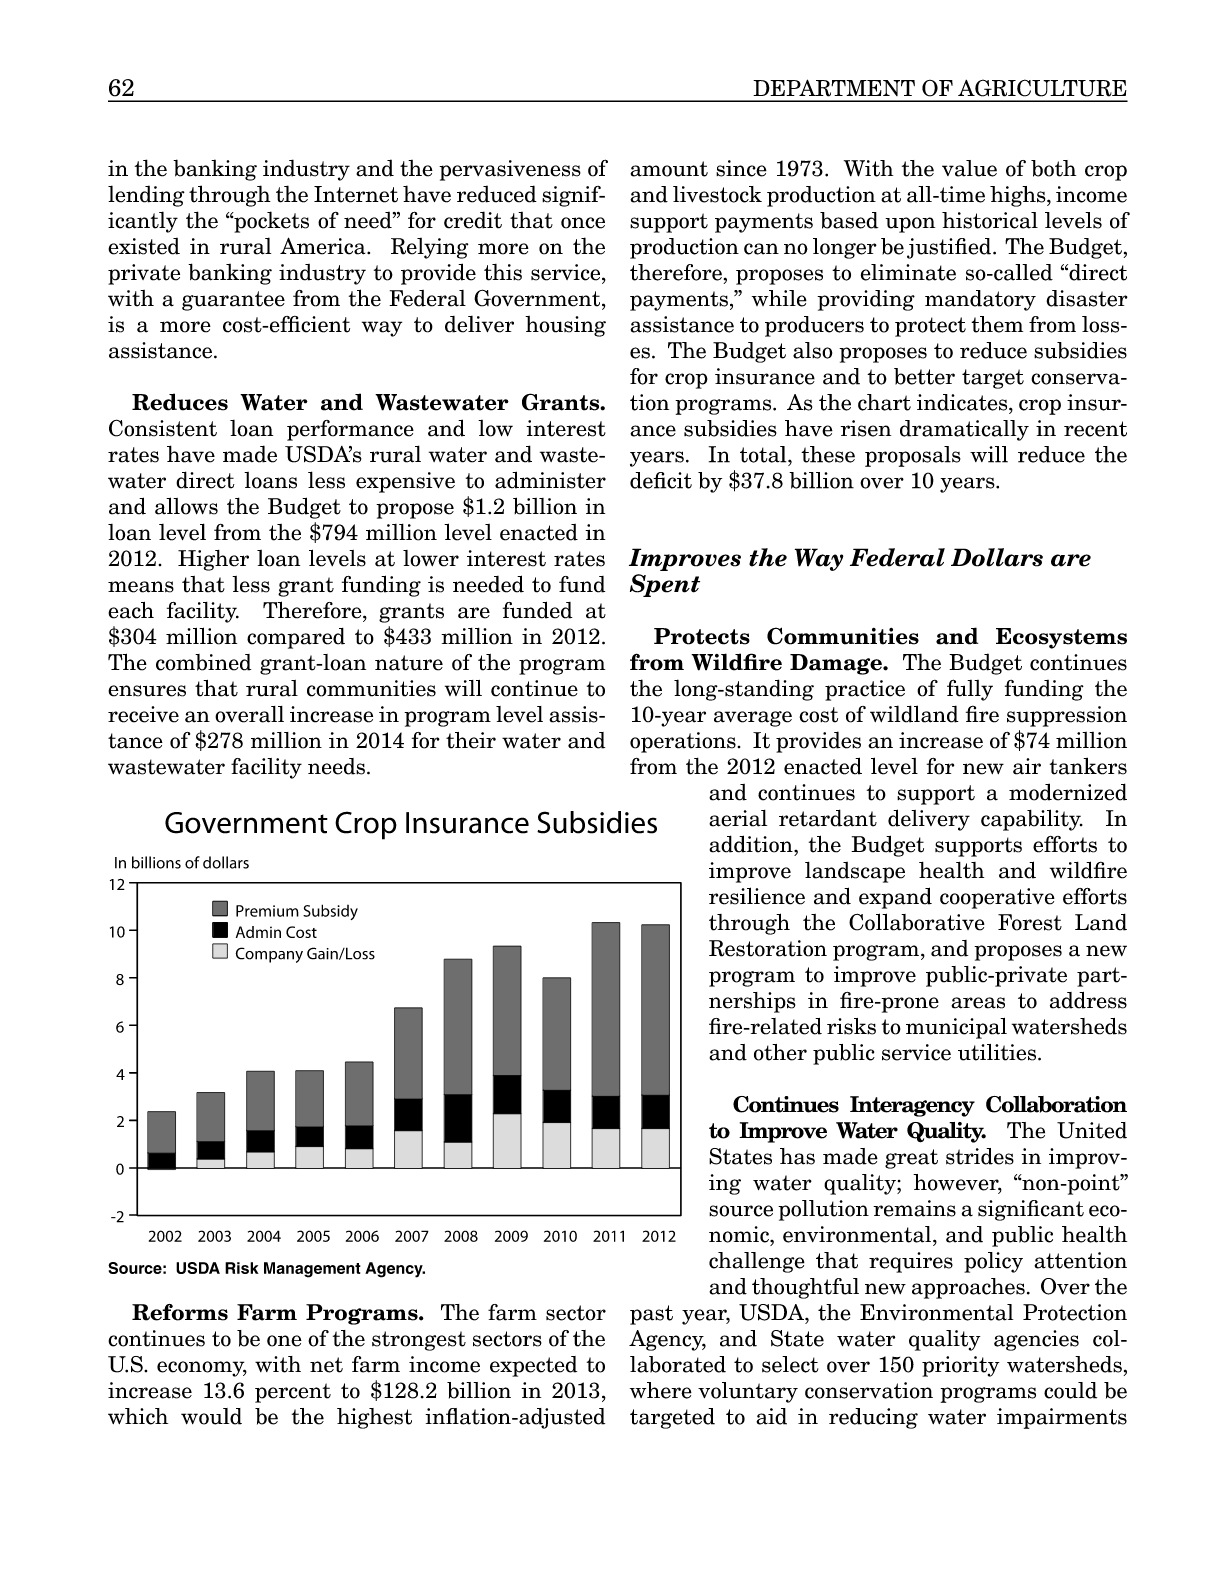 62
DEPARTMENT OF AGRICULTURE
in the banking industry and the pervasiveness of
lending through the Internet have reduced signif-
icantly the “pockets of need” for credit that once
existed in rural America. Relying more on the
private banking industry to provide this service,
with a guarantee from the Federal Government,
is a more cost-efficient way to deliver housing
assistance.
Reduces Water and Wastewater Grants.
Consistent loan performance and low interest
rates have made USDA’s rural water and waste-
water direct loans less expensive to administer
and allows the Budget to propose $1.2 billion in
loan level from the $794 million level enacted in
2012. Higher loan levels at lower interest rates
means that less grant funding is needed to fund
each facility. Therefore, grants are funded at
$304 million compared to $433 million in 2012.
The combined grant-loan nature of the program
ensures that rural communities will continue to
receive an overall increase in program level assis-
tance of $278 million in 2014 for their water and
wastewater facility needs.
Government Crop Insurance Subsidies
In billions of dollars
12
10
8
6
4
2
0
-2
Premium Subsidy
Admin Cost
Company Gain/Loss
2002 2003 2004 2005 2006 2007 2008 2009 2010 2011 2012
Source: USDA Risk Management Agency.
Reforms Farm Programs. The farm sector
continues to be one of the strongest sectors of the
U.S. economy, with net farm income expected to
increase 13.6 percent to $128.2 billion in 2013,
which would be the highest inflation-adjusted
amount since 1973. With the value of both crop
and livestock production at all-time highs, income
support payments based upon historical levels of
production can no longer be justified. The Budget,
therefore, proposes to eliminate so-called “direct
payments,” while providing mandatory disaster
assistance to producers to protect them from loss-
es. The Budget also proposes to reduce subsidies
for crop insurance and to better target conserva-
tion programs. As the chart indicates, crop insur-
ance subsidies have risen dramatically in recent
years. In total, these proposals will reduce the
deficit by $37.8 billion over 10 years.
Improves the Way Federal Dollars are
Spent
Protects Communities and Ecosystems
from Wildfire Damage. The Budget continues
the long-standing practice of fully funding the
10-year average cost of wildland fire suppression
operations. It provides an increase of $74 million
from the 2012 enacted level for new air tankers
and continues to support a modernized
aerial retardant delivery capability. In
addition, the Budget supports efforts to
improve landscape health and wildfire
resilience and expand cooperative efforts
through the Collaborative Forest Land
Restoration program, and proposes a new
program to improve public-private part-
nerships in fire-prone areas to address
fire-related risks to municipal watersheds
and other public service utilities.
Continues Interagency Collaboration
to Improve Water Quality. The United
States has made great strides in improv-
ing water quality; however, “non-point”
source pollution remains a significant eco-
nomic, environmental, and public health
challenge that requires policy attention
and thoughtful new approaches. Over the
past year, USDA, the Environmental Protection
Agency, and State water quality agencies col-
laborated to select over 150 priority watersheds,
where voluntary conservation programs could be
targeted to aid in reducing water impairments